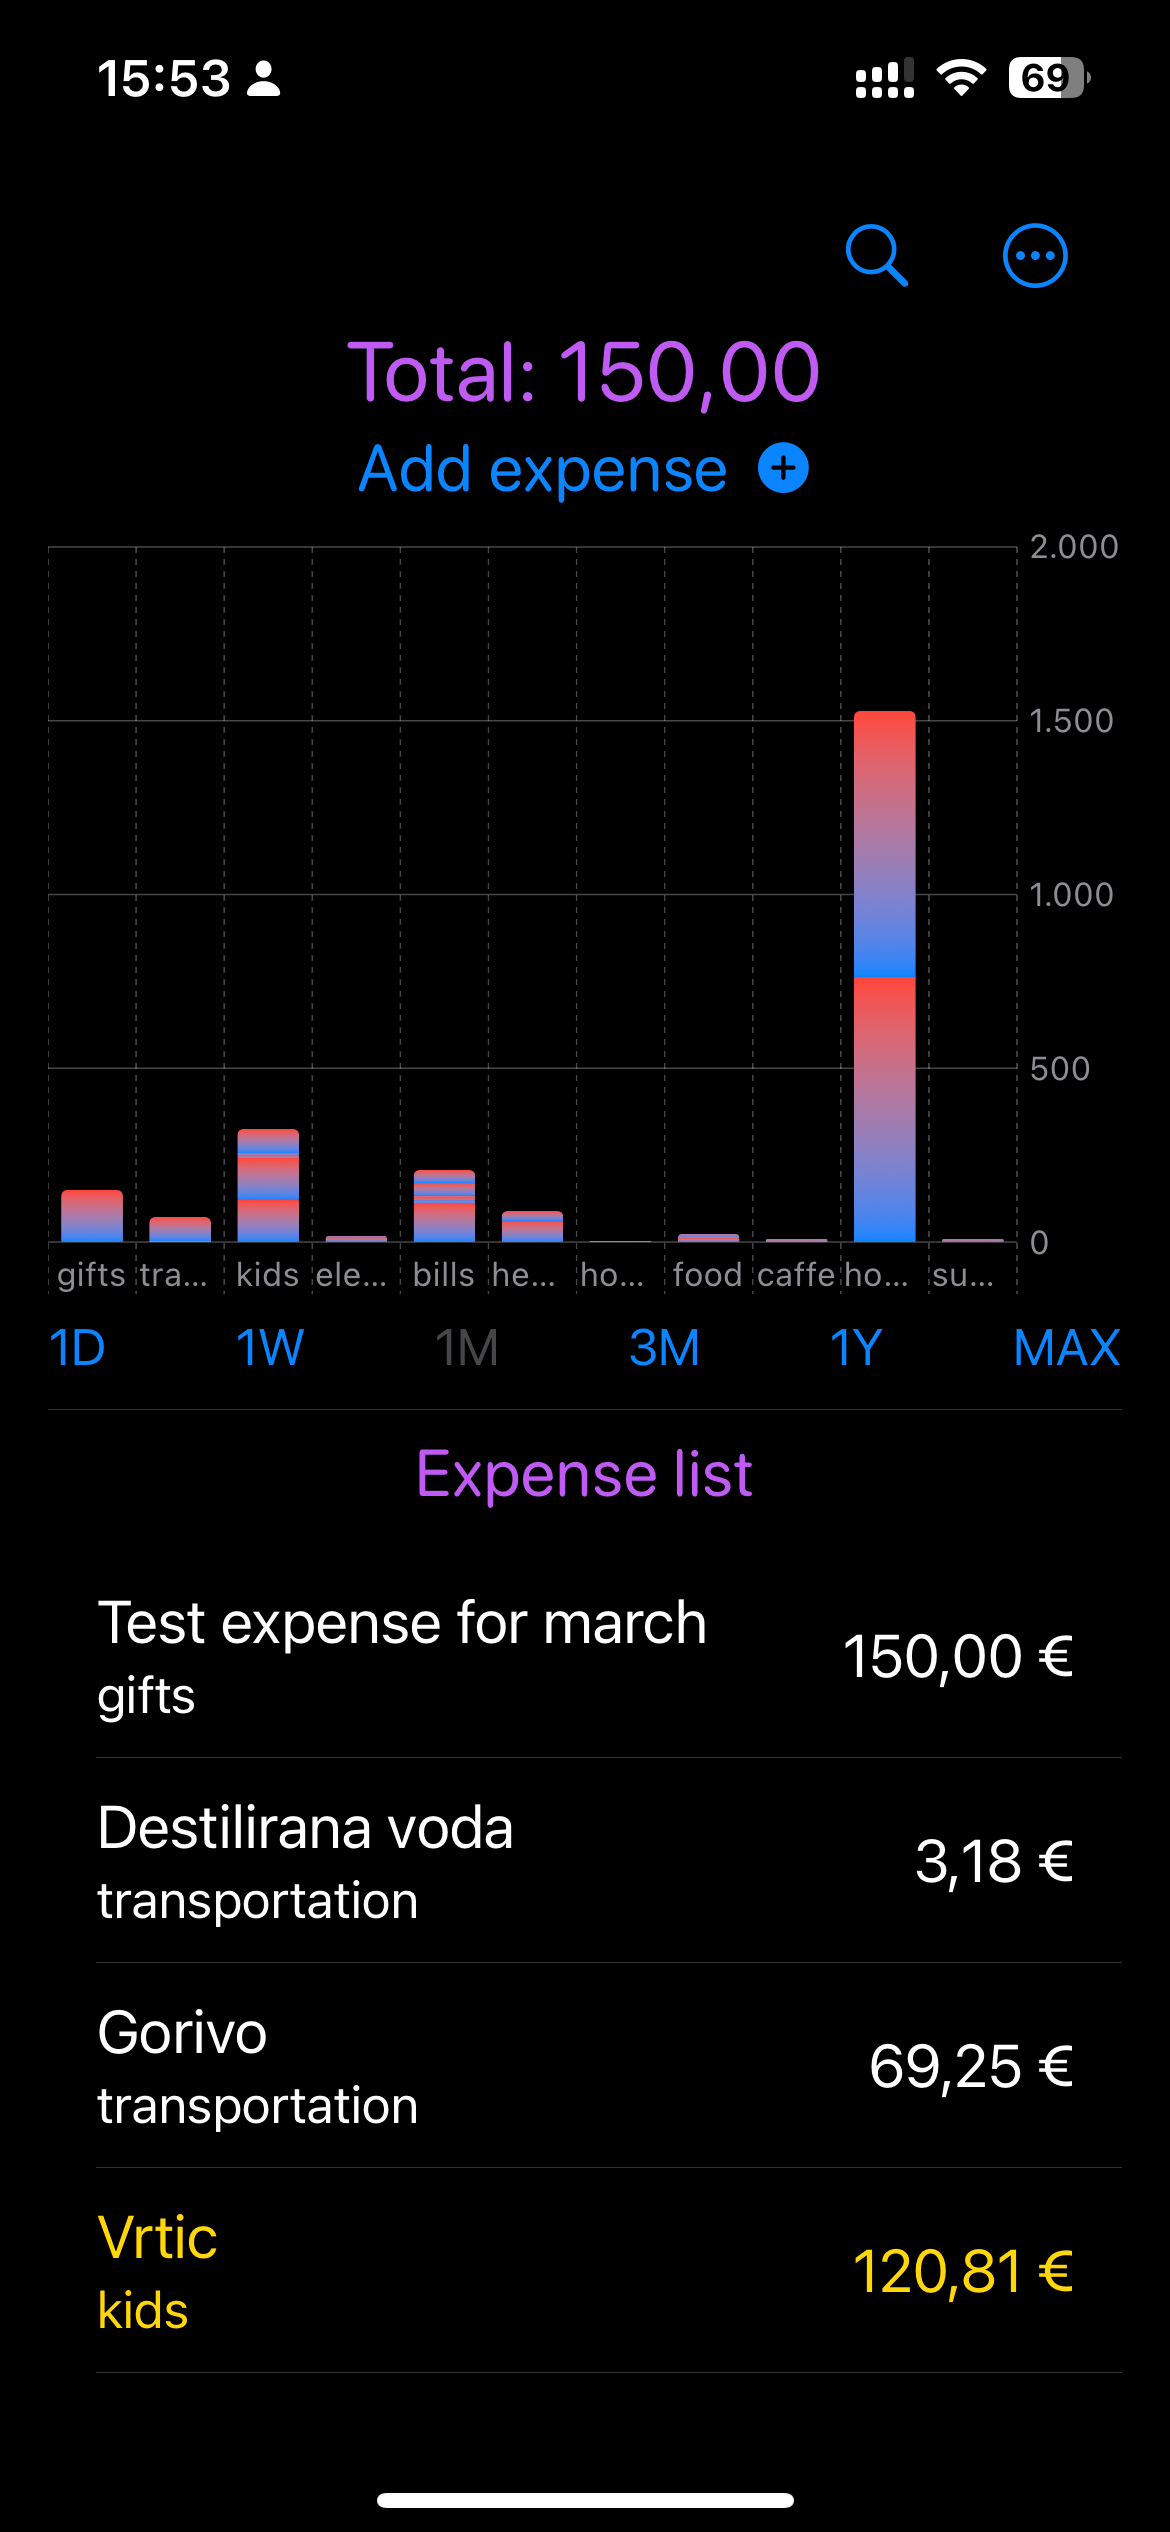 15:53
69
Total: 150,00
Add expense
2.000
1.500
1.000
500
0
gifts tra... kids ele... bills he... ho... food caffe ho... su...
1D 1W 1M 3M 1Y MAX
Expense list
Test expense for march
gifts
150,00 €
Destilirana voda
transportation
3,18 €
Gorivo
transportation
69,25 €
Vrtic
kids
120,81 €